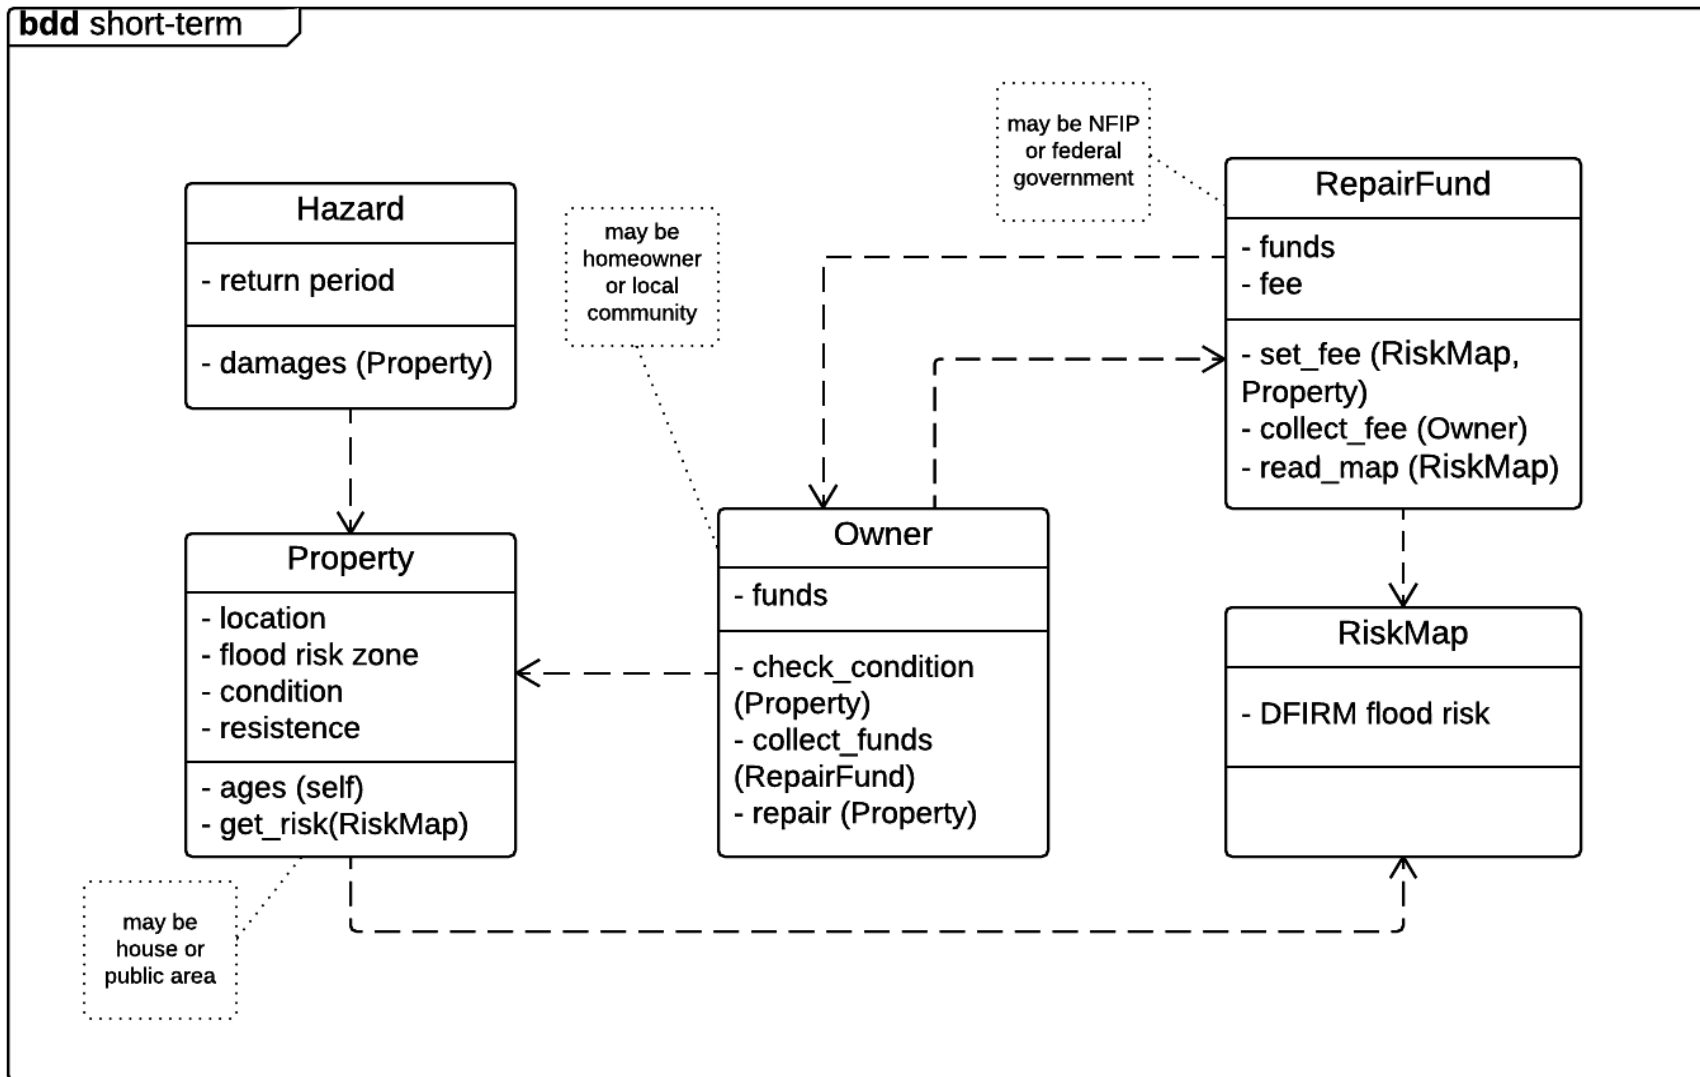 bdd short-term
may be NFIP
or federal
government
RepairFund
- funds
- fee
- set_fee (RiskMap,
Property)
- collect_fee (Owner)
- read_map (RiskMap)
Hazard
- return period
- damages (Property)
may be
homeowner
or local
community
Owner
- funds
- check_condition
(Property)
- collect_funds
(RepairFund)
- repair (Property)
Property
- location
- flood risk zone
- condition
- resistence
- ages (self)
- get_risk(RiskMap)
RiskMap
- DFIRM flood risk
may be
house or
public area